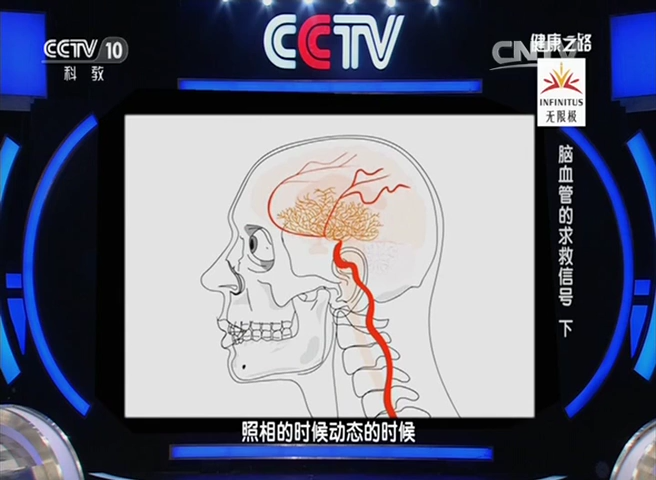 CCTV
CCTV 10
科教
健康之路
CNTV
INFINITUS
无限极
脑血管的求救信号 下
照相的时候动态的时候